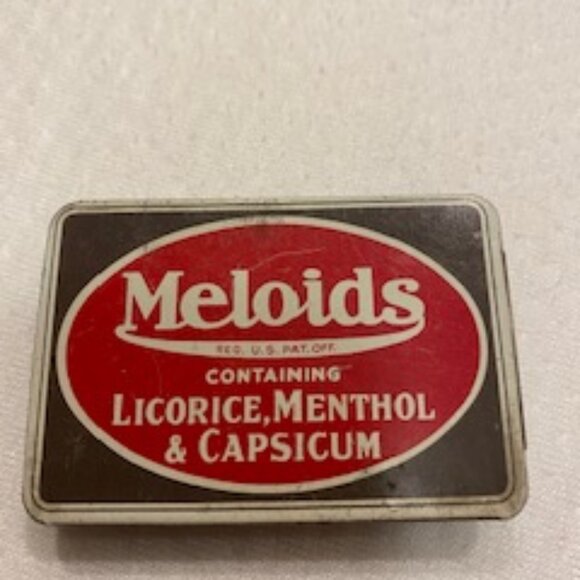 Meloids
REG. U.S. PAT. OFF.
CONTAINING
LICORICE, MENTHOL
& CAPSICUM